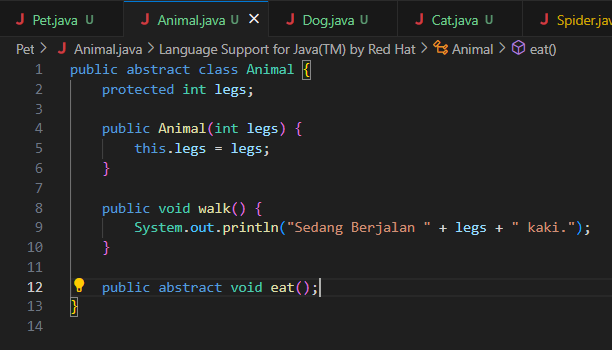 Pet.java U Animal.java U Dog.java U Cat.java U Spider.jav
Pet > Animal.java > Language Support for Java(TM) by Red Hat > Animal > eat()
1 public abstract class Animal {
2     protected int legs;
3
4     public Animal(int legs) {
5         this.legs = legs;
6     }
7
8     public void walk() {
9         System.out.println("Sedang Berjalan " + legs + " kaki.");
10     }
11
12     public abstract void eat();
13 }
14